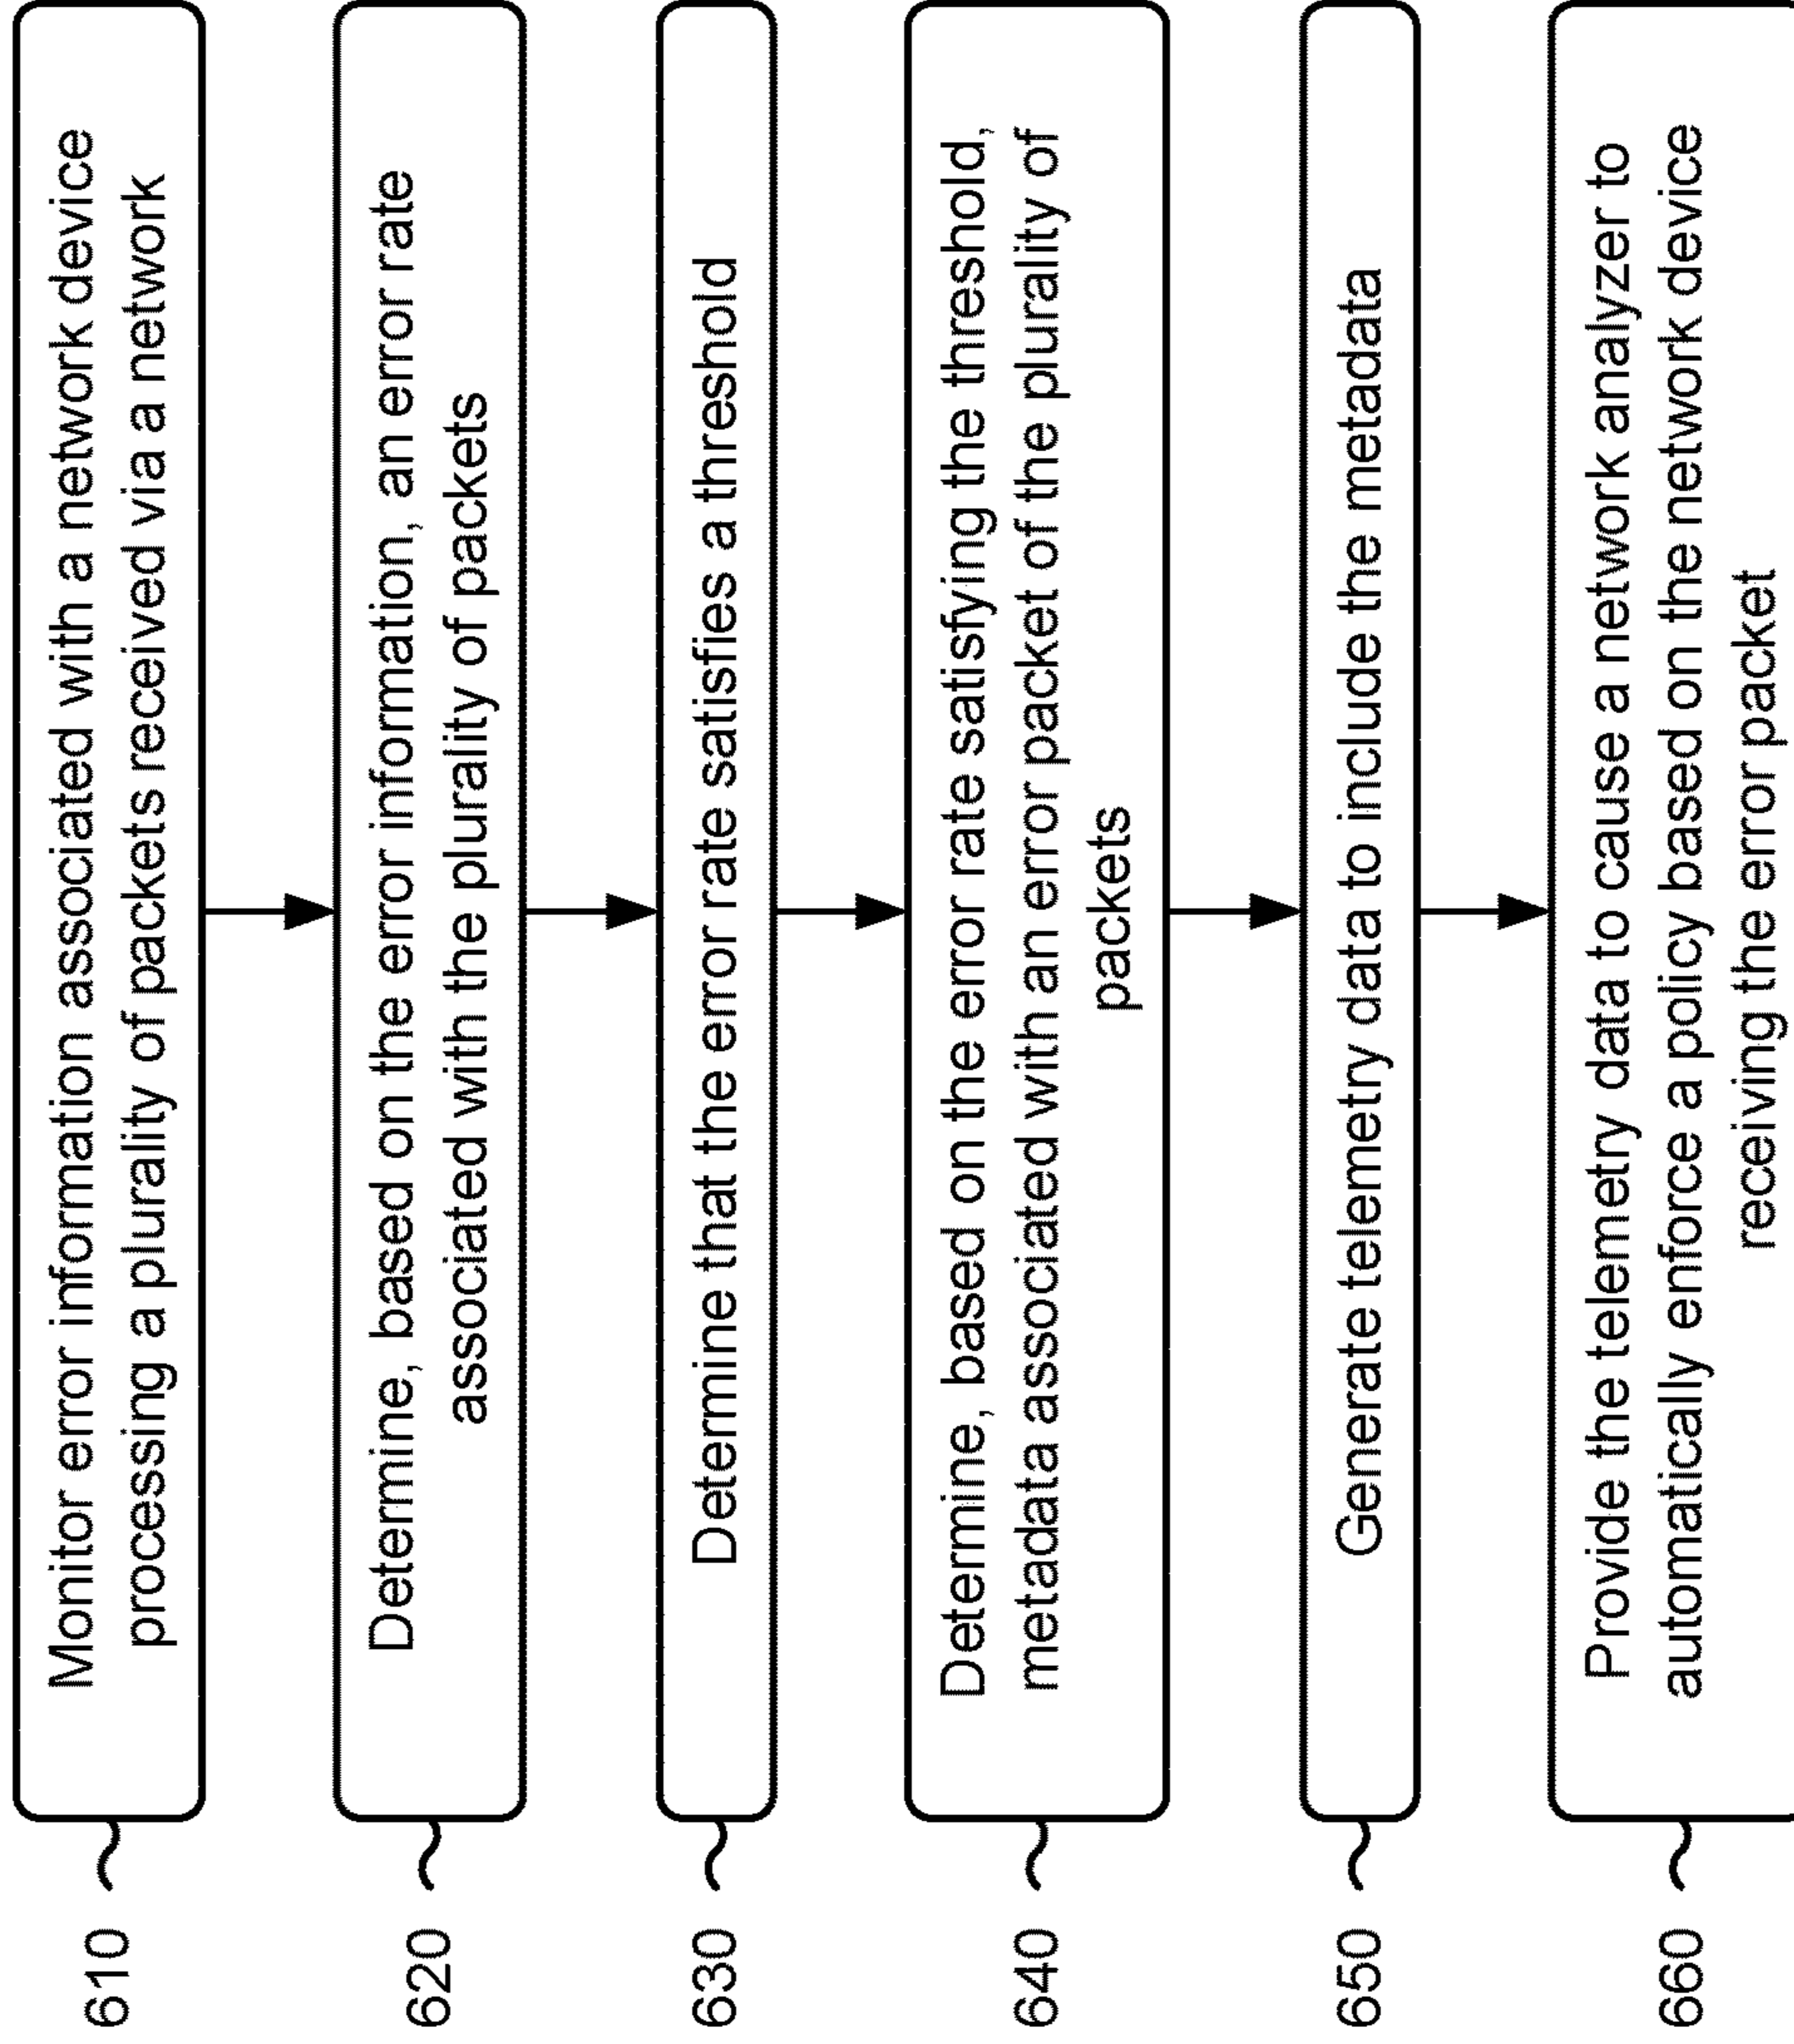 610
Monitor error information associated with a network device
processing a plurality of packets received via a network
620
Determine, based on the error information, an error rate
associated with the plurality of packets
630
Determine that the error rate satisfies a threshold
640
Determine, based on the error rate satisfying the threshold,
metadata associated with an error packet of the plurality of
packets
650
Generate telemetry data to include the metadata
660
Provide the telemetry data to cause a network analyzer to
automatically enforce a policy based on the network device
receiving the error packet